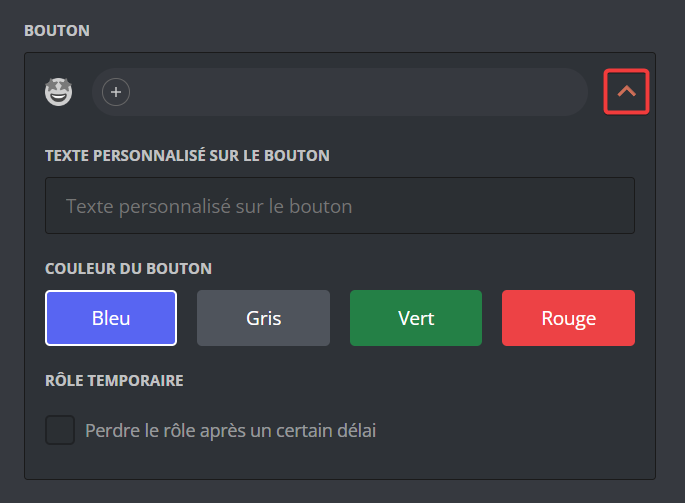 BOUTON
TEXTE PERSONNALISÉ SUR LE BOUTON
Texte personnalisé sur le bouton
COULEUR DU BOUTON
Bleu Gris Vert Rouge
RÔLE TEMPORAIRE
Perdre le rôle après un certain délai